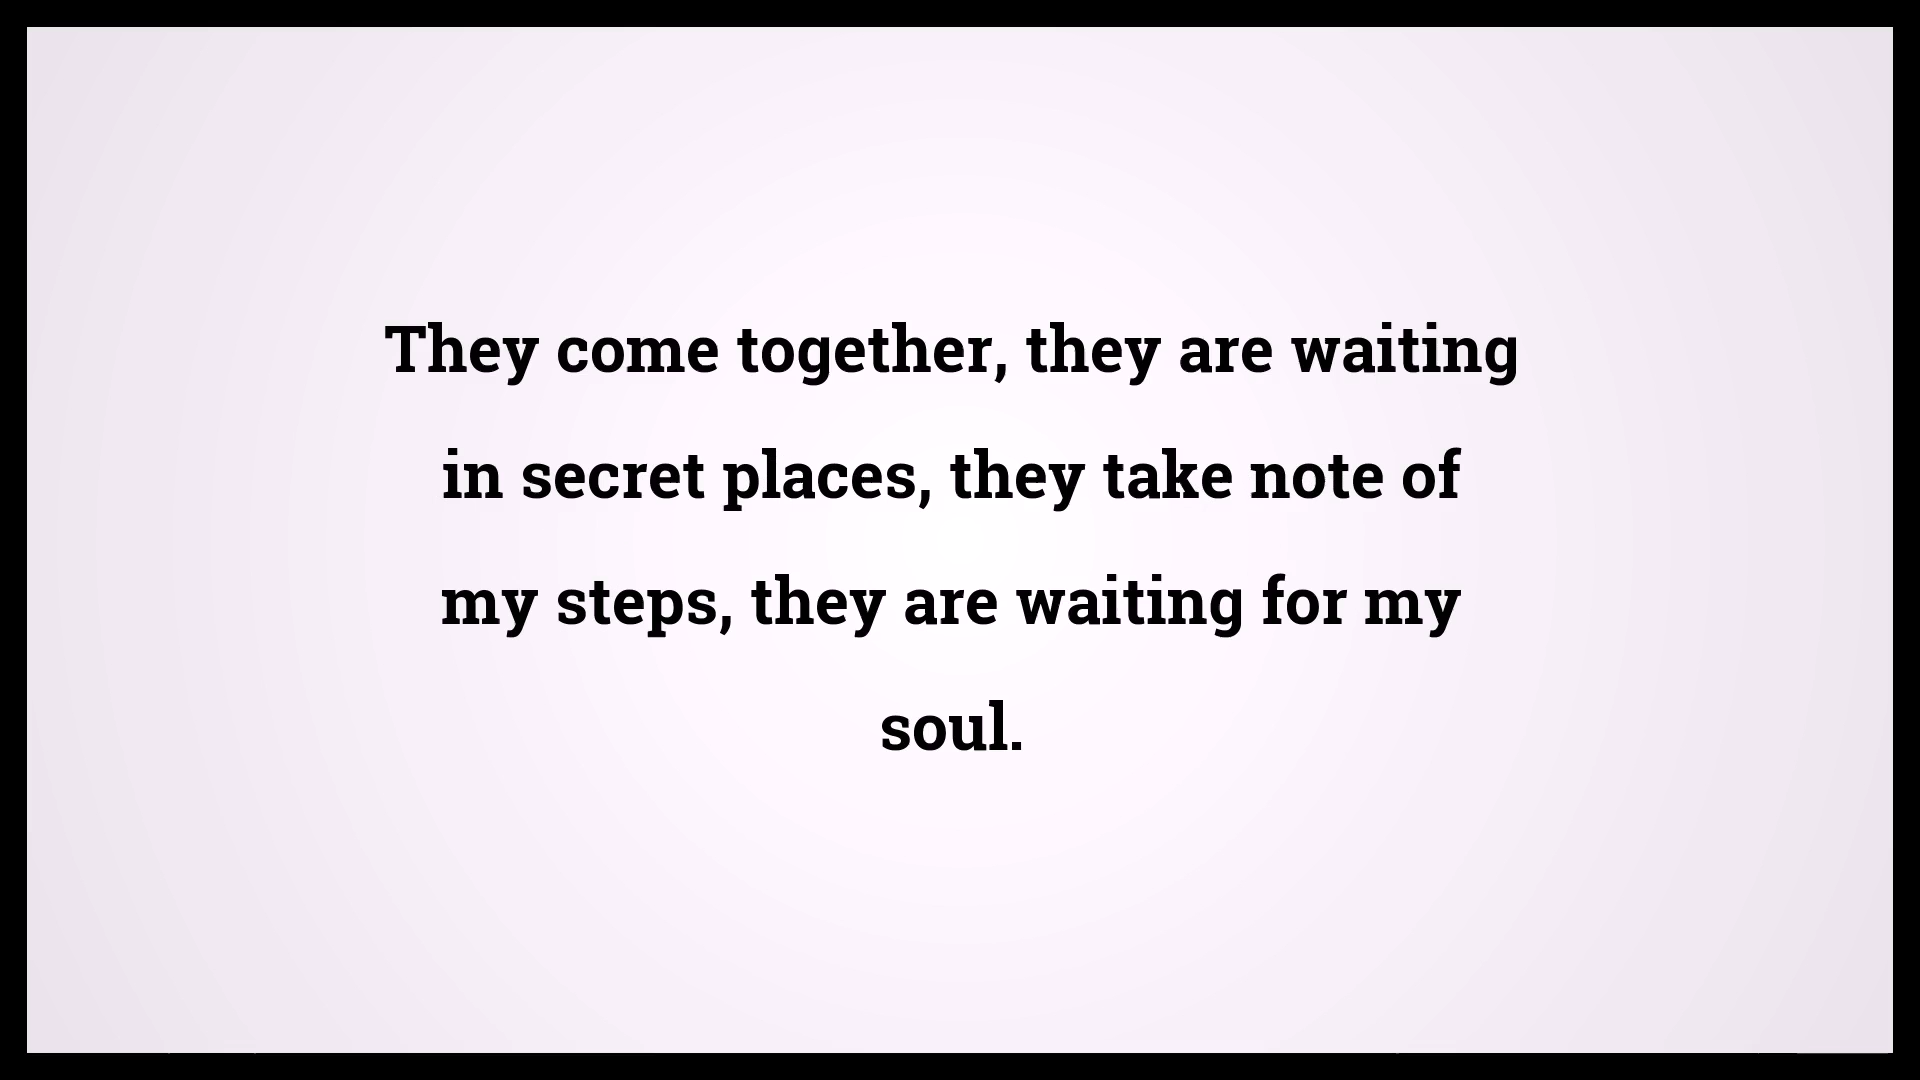 They come together, they are waiting
in secret places, they take note of
my steps, they are waiting for my
soul.